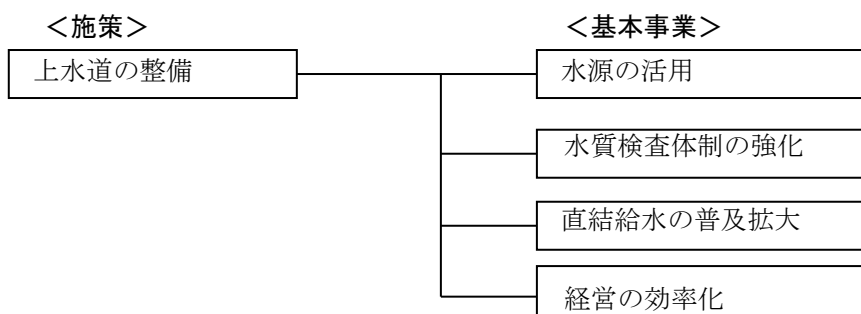 ＜施策＞
＜基本事業＞
上水道の整備
水源の活用
水質検査体制の強化
直結給水の普及拡大
経営の効率化